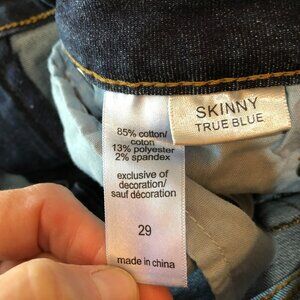 SKINNY
TRUE BLUE
85% cotton/
coton
13% polyester
2% spandex
exclusive of
decoration/
sauf décoration
29
made in china